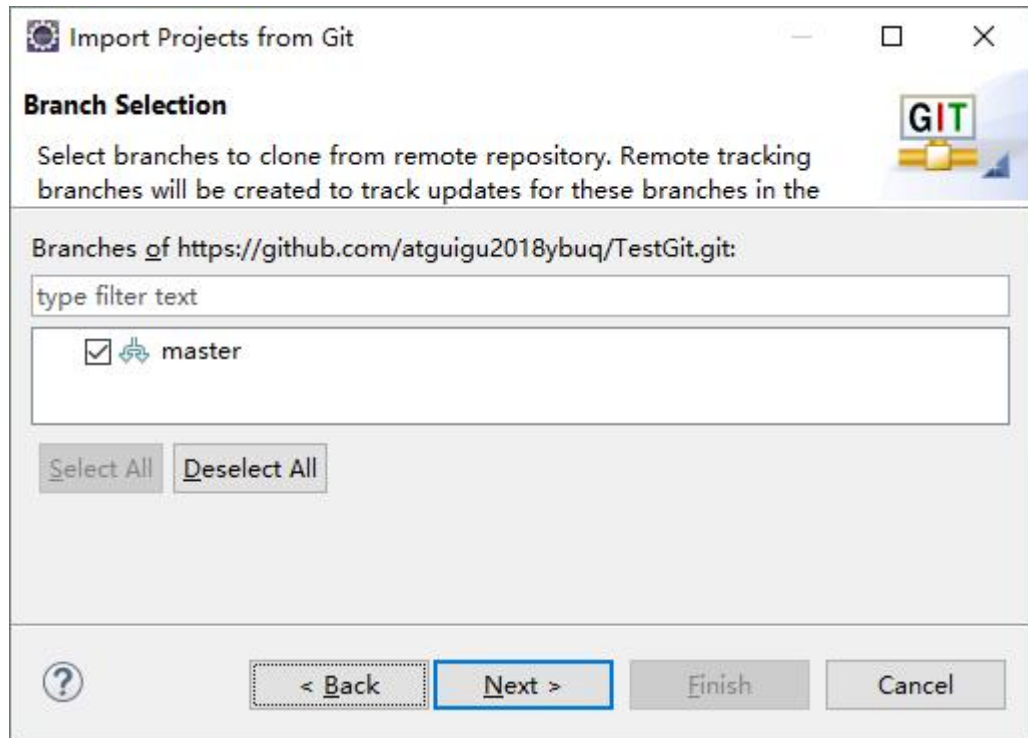 Import Projects from Git
Branch Selection
GIT
Select branches to clone from remote repository. Remote tracking
branches will be created to track updates for these branches in the
Branches of https://github.com/atguigu2018ybuq/TestGit.git:
type filter text
master
Select All Deselect All
? < Back Next > Finish Cancel